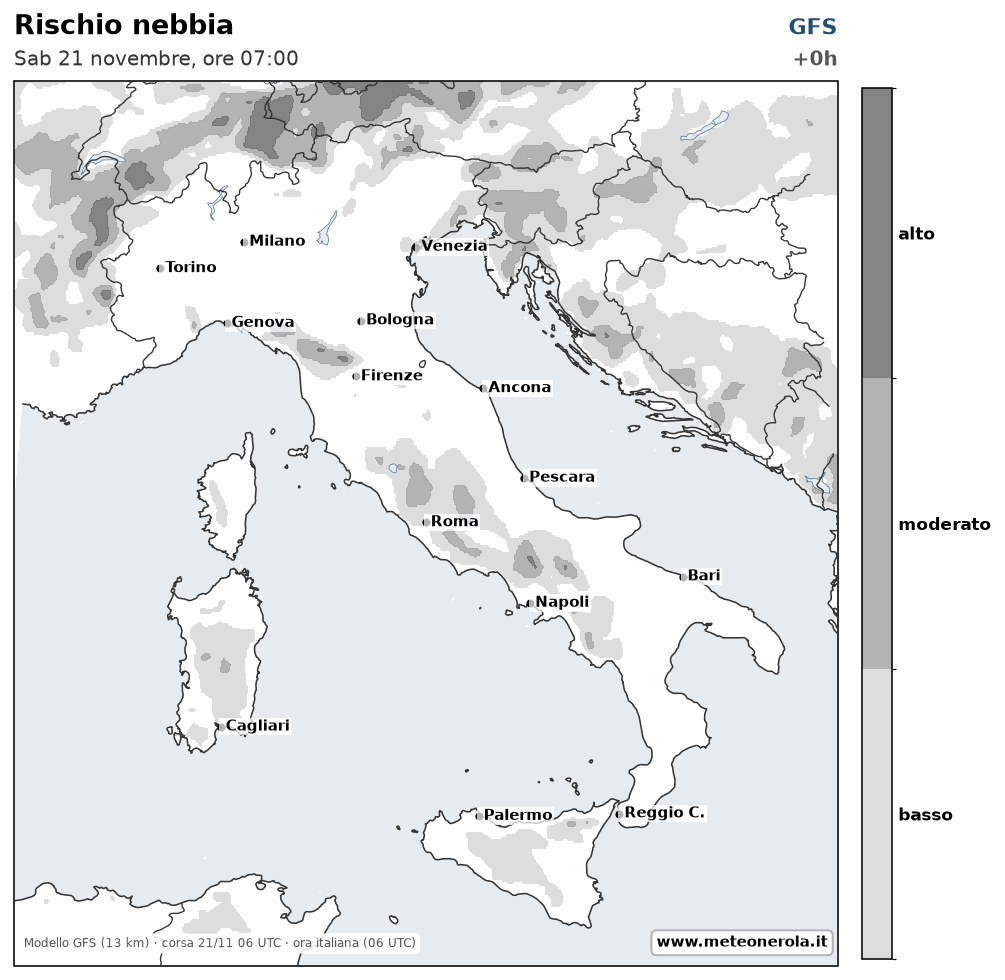 Rischio nebbia
GFS
Sab 21 novembre, ore 07:00
+0h
Milano
Venezia
Torino
Genova
Bologna
Firenze
Ancona
Pescara
Roma
Bari
Napoli
Cagliari
Palermo
Reggio C.
alto
moderato
basso
Modello GFS (13 km) · corsa 21/11 06 UTC · ora italiana (06 UTC)
www.meteonerola.it